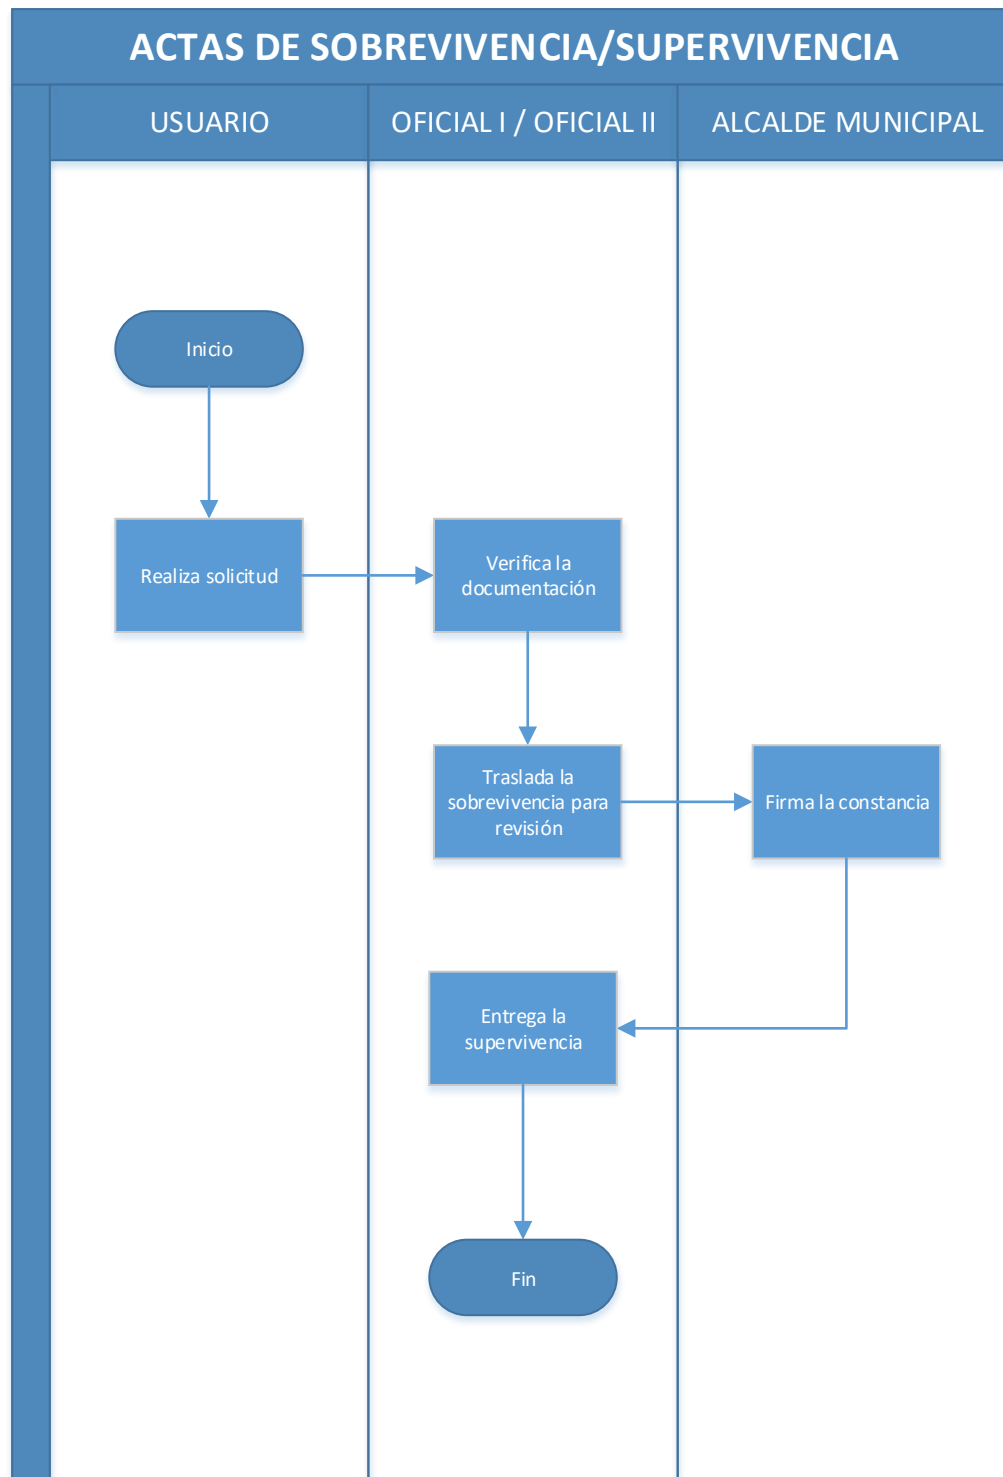 ACTAS DE SOBREVIVENCIA/SUPERVIVENCIA
USUARIO
OFICIAL I / OFICIAL II
ALCALDE MUNICIPAL
Inicio
Realiza solicitud
Verifica la
documentación
Traslada la
sobrevivencia para
revisión
Firma la constancia
Entrega la
supervivencia
Fin